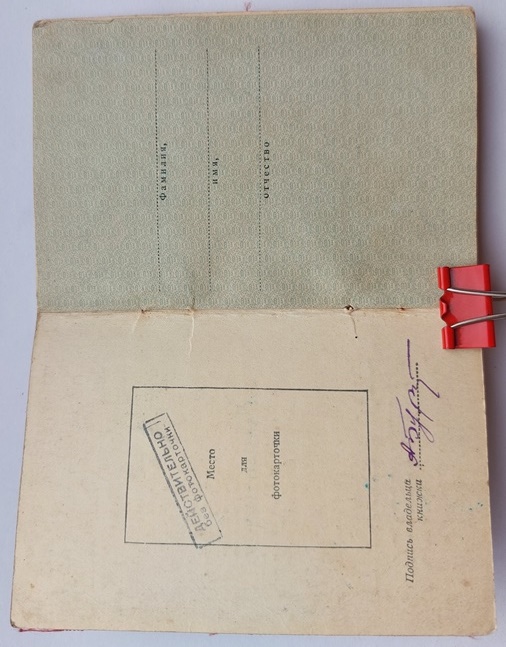 фамилия,
имя,
отчество
ДЕЙСТВИТЕЛЬНО
без фотокарточки
Место
для
фотокарточки
Подпись владельца
книжки